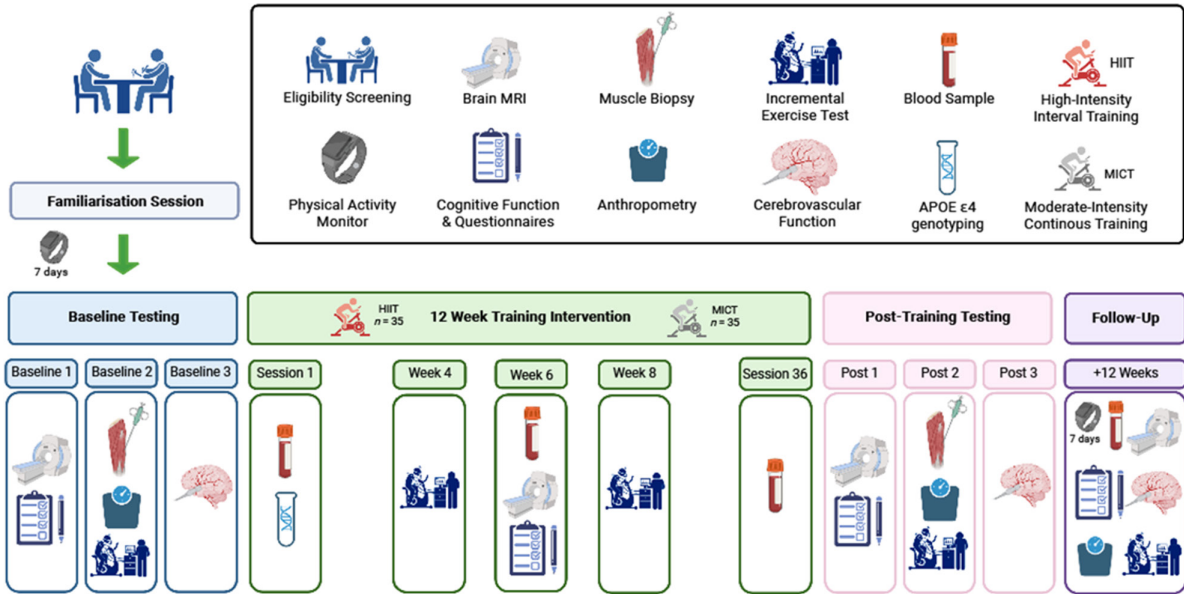 Eligibility Screening
Brain MRI
Muscle Biopsy
Incremental
Exercise Test
Blood Sample
HIIT
High-Intensity
Interval Training
Physical Activity
Monitor
Cognitive Function
& Questionnaires
Anthropometry
Cerebrovascular
Function
APOE ε4
genotyping
MICT
Moderate-Intensity
Continous Training
Familiarisation Session
7 days
Baseline Testing
HIIT
n = 35
12 Week Training Intervention
MICT
n = 35
Post-Training Testing
Follow-Up
Baseline 1
Baseline 2
Baseline 3
Session 1
Week 4
Week 6
Week 8
Session 36
Post 1
Post 2
Post 3
+12 Weeks
7 days